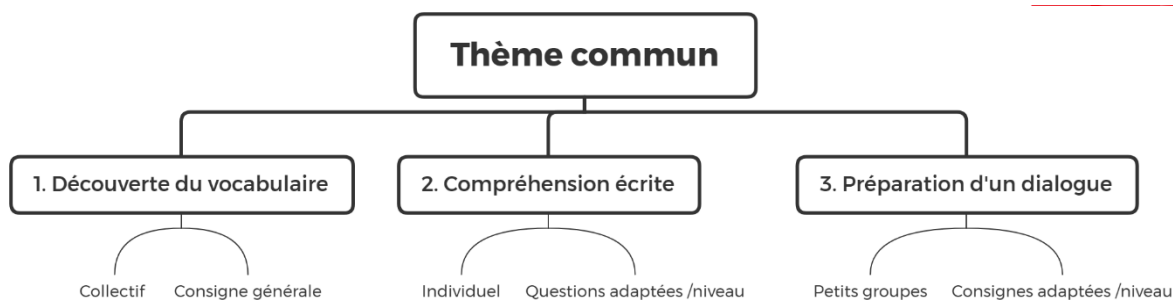 Thème commun
1. Découverte du vocabulaire
2. Compréhension écrite
3. Préparation d'un dialogue
Collectif
Consigne générale
Individuel
Questions adaptées /niveau
Petits groupes
Consignes adaptées /niveau